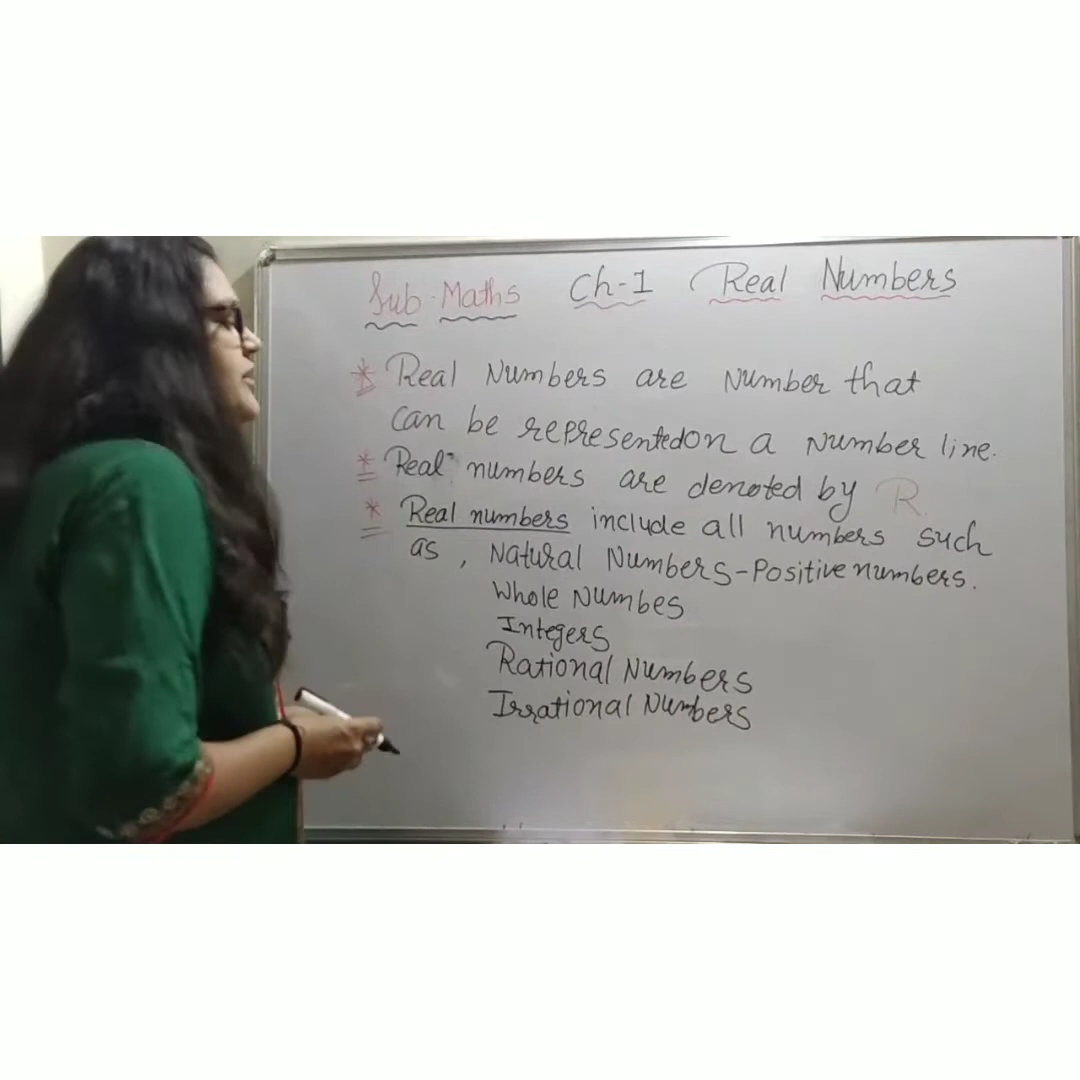 Sub-Maths Ch-1 Real Numbers
* Real Numbers are Number that
can be representedon a Number line.
* Real numbers are denoted by R.
* Real numbers include all numbers such
as, Natural Numbers-Positive numbers.
Whole Numbes
Integers
Rational Numbers
Irrational Numbers